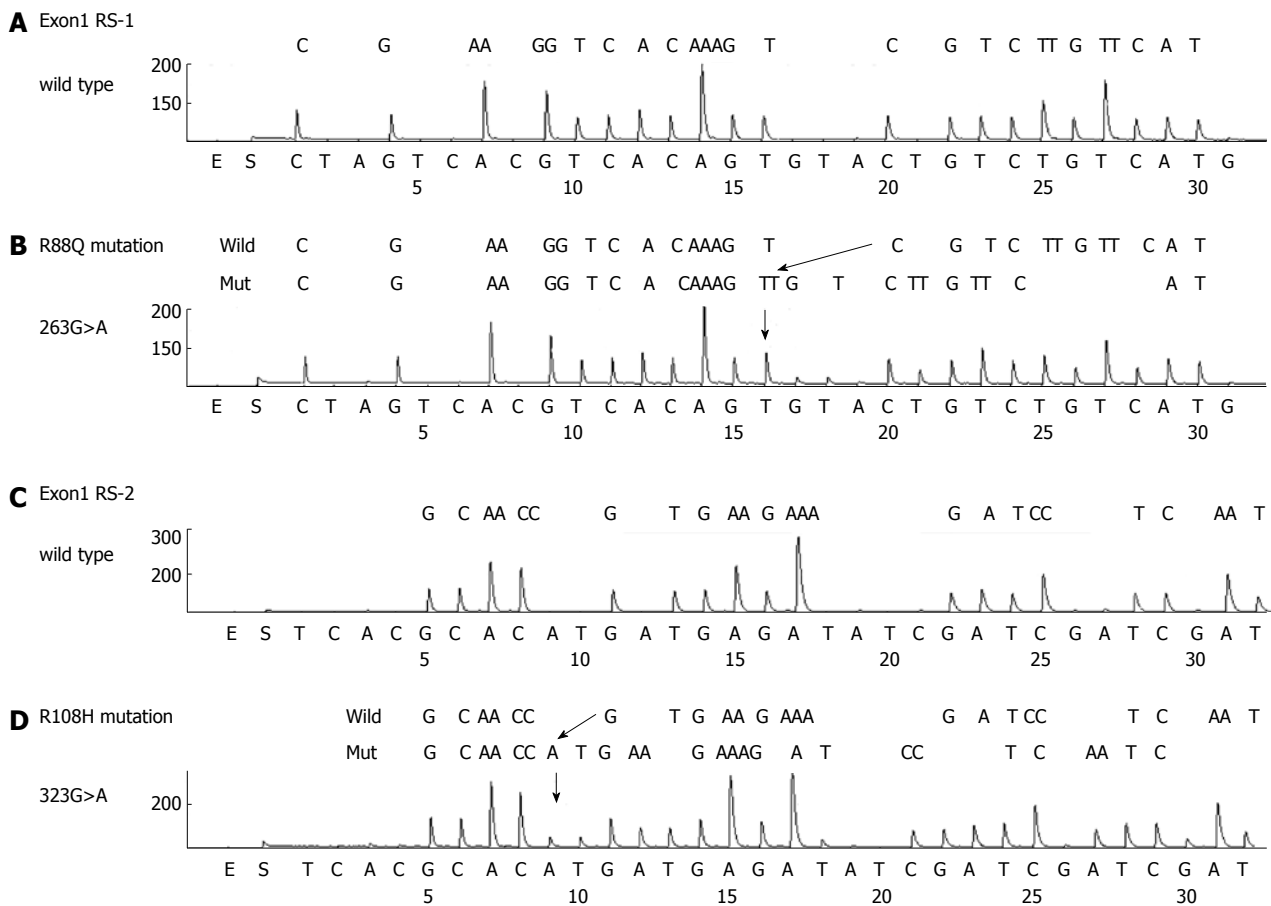 A Exon1 RS-1
C G AA GG T C A C AAAG T C G T C TT G TT C A T
wild type
200
150
E S C T A G T C A C G T C A C A G T G T A C T G T C T G T C A T G
5 10 15 20 25 30
B R88Q mutation Wild C G AA GG T C A C AAAG T C G T C TT G TT C A T
Mut C G AA GG T C A CAAAG TT G T C TT G TT C A T
263G>A
200
150
E S C T A G T C A C G T C A C A G T G T A C T G T C T G T C A T G
5 10 15 20 25 30
C Exon1 RS-2
G C AA CC G T G AA G AAA G A T CC T C AA T
wild type
300
200
E S T C A C G C A C A T G A T G A G A T A T C G A T C G A T C G A T
5 10 15 20 25 30
D R108H mutation Wild G C AA CC G T G AA G AAA G A T CC T C AA T
Mut G C AA CC A T G AA G AAAG A T CC T C AA T C
323G>A
200
E S T C A C G C A C A T G A T G A G A T A T C G A T C G A T C G A T
5 10 15 20 25 30